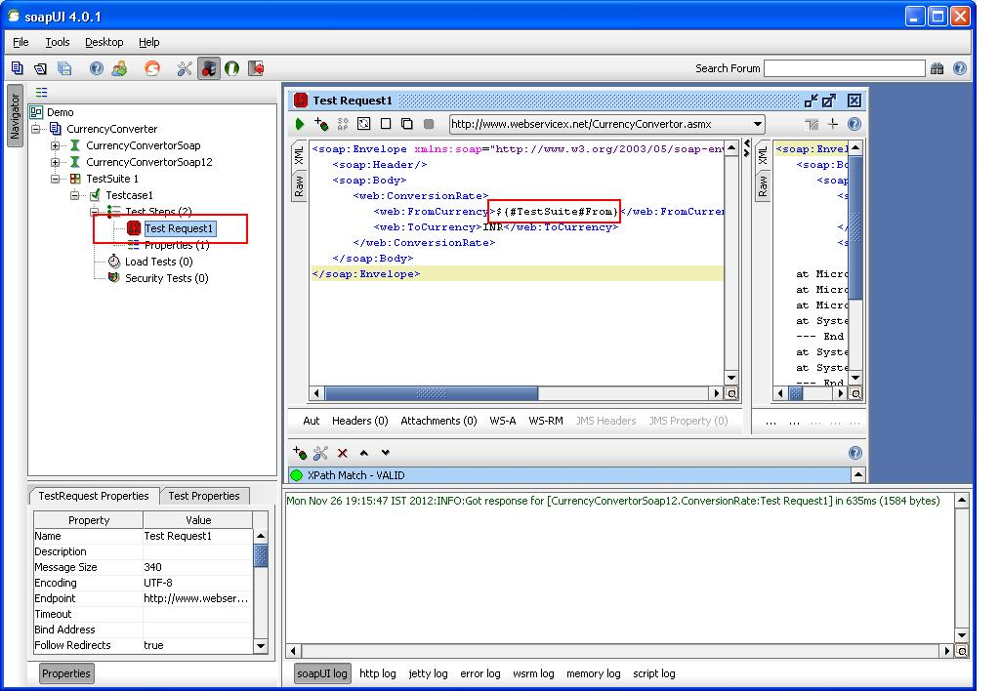 soapUI 4.0.1
File Tools Desktop Help
Search Forum
Navigator
Demo
CurrencyConverter
CurrencyConvertorSoap
CurrencyConvertorSoap12
TestSuite 1
Testcase1
Test Steps (2)
Test Request1
Properties (1)
Load Tests (0)
Security Tests (0)
Test Request1
http://www.webservicex.net/CurrencyConvertor.asmx
XML
Raw
<soap:Envelope xmlns:soap="http://www.w3.org/2003/05/soap-en
<soap:Header/>
<soap:Body>
<web:ConversionRate>
<web:FromCurrency>${#TestSuite#From}</web:FromCurre
<web:ToCurrency>INR</web:ToCurrency>
</web:ConversionRate>
</soap:Body>
</soap:Envelope>
XML
Raw
<soap:Envel
<soap:Bo
<soap
<
<
<s
at Micro
at Micro
at Micro
at Syste
--- End
at Syste
at Syste
--- End
Aut Headers (0) Attachments (0) WS-A WS-RM JMS Headers JMS Property (0)
... ... ... ... ...
XPath Match - VALID
TestRequest Properties Test Properties
Property Value
Name Test Request1
Description
Message Size 340
Encoding UTF-8
Endpoint http://www.webser...
Timeout
Bind Address
Follow Redirects true
Properties
Mon Nov 26 19:15:47 IST 2012:INFO:Got response for [CurrencyConvertorSoap12.ConversionRate:Test Request1] in 635ms (1584 bytes)
soapUI log http log jetty log error log wsrm log memory log script log